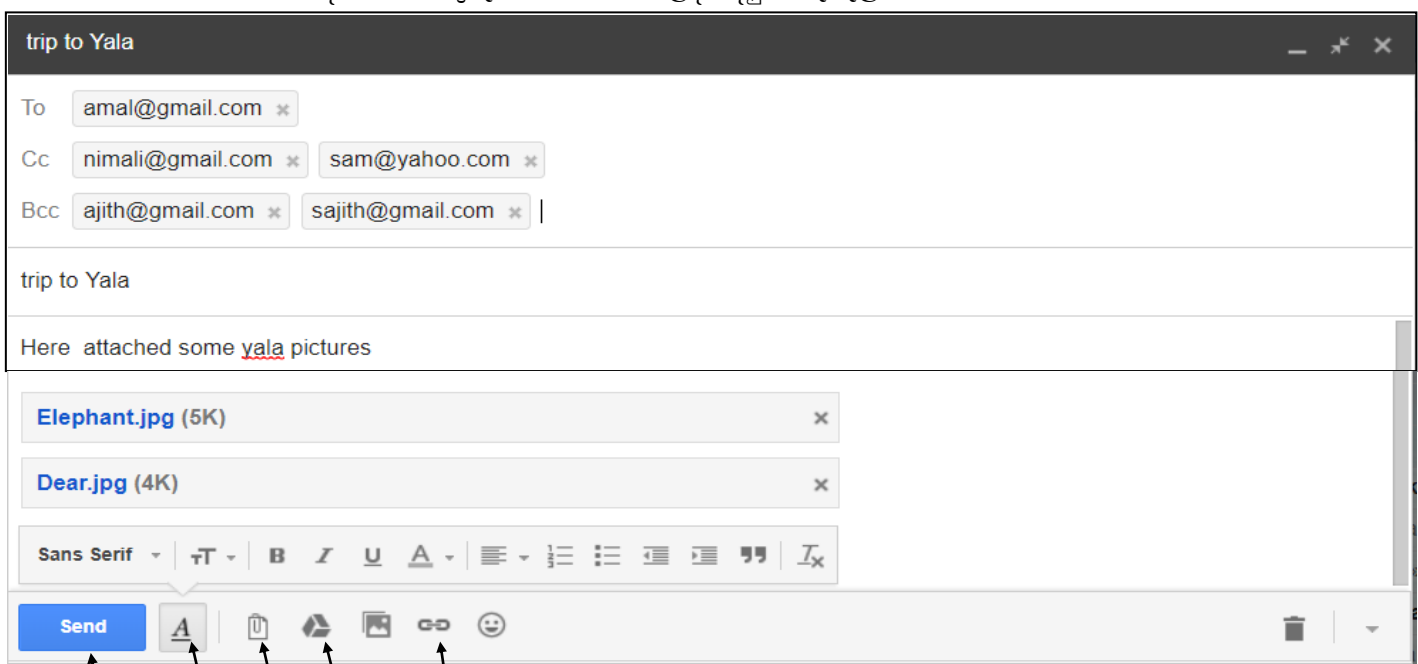 trip to Yala
To amal@gmail.com
Cc nimali@gmail.com sam@yahoo.com
Bcc ajith@gmail.com sajith@gmail.com
trip to Yala
Here attached some yala pictures
Elephant.jpg (5K)
Dear.jpg (4K)
Sans Serif TT B I U A Tx
Send A